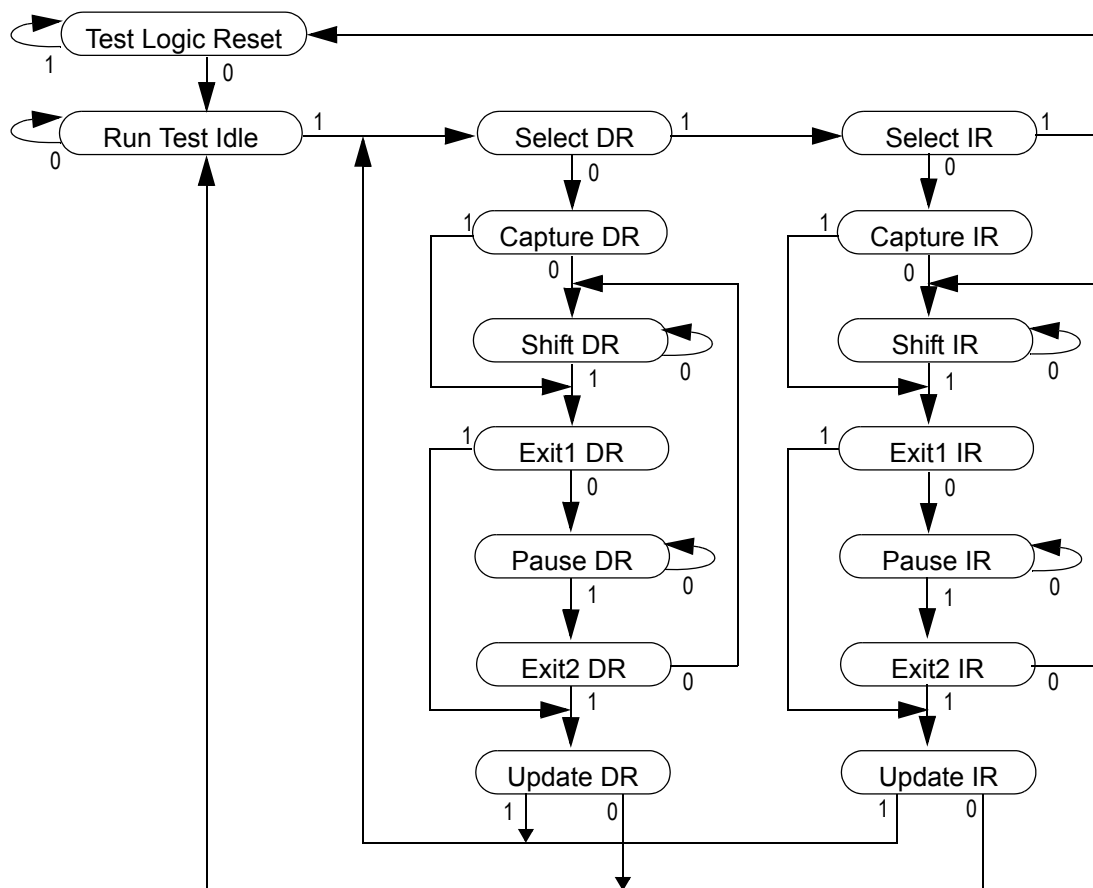 Test Logic Reset
1
0
Run Test Idle
1
Select DR
1
Select IR
1
0
0
0
1
Capture DR
1
Capture IR
0
0
Shift DR
Shift IR
1
0
1
0
1
Exit1 DR
1
Exit1 IR
0
0
Pause DR
Pause IR
1
0
1
0
Exit2 DR
Exit2 IR
1
0
1
0
Update DR
Update IR
1
0
1
0